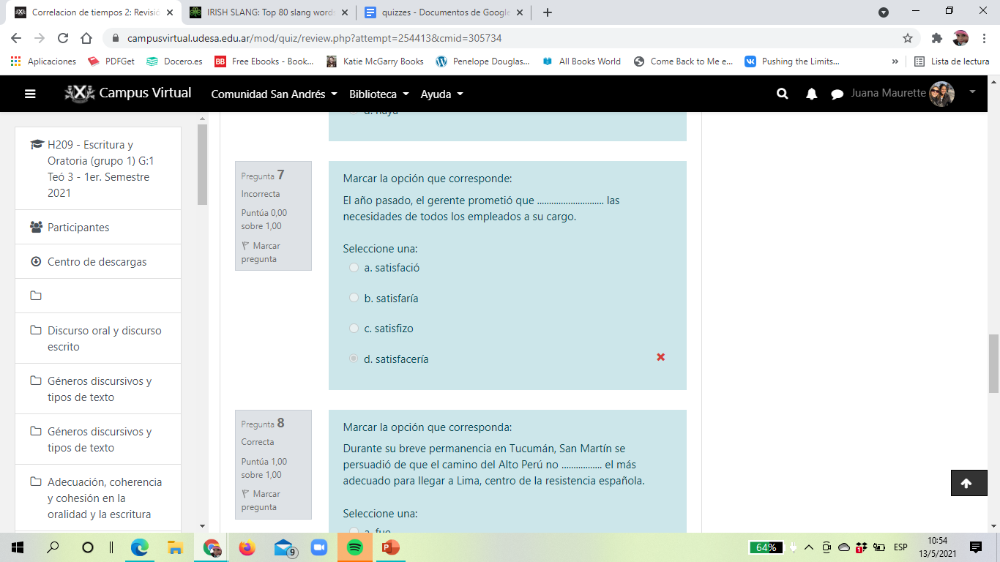 Correlacion de tiempos 2: Revisió
IRISH SLANG: Top 80 slang words
quizzes - Documentos de Google
campusvirtual.udesa.edu.ar/mod/quiz/review.php?attempt=254413&cmid=305734
Aplicaciones
PDFGet
Docero.es
BB
Free Ebooks - Book...
Katie McGarry Books
Penelope Douglas...
All Books World
Come Back to Me e...
Pushing the Limits...
»
Lista de lectura
Campus Virtual
Comunidad San Andrés
Biblioteca
Ayuda
Juana Maurette
H209 - Escritura y
Oratoria (grupo 1) G:1
Teó 3 - 1er. Semestre
2021
Participantes
Centro de descargas
Discurso oral y discurso
escrito
Géneros discursivos y
tipos de texto
Géneros discursivos y
tipos de texto
Adecuación, coherencia
y cohesión en la
oralidad y la escritura
d. haya
Pregunta 7
Incorrecta
Puntúa 0,00
sobre 1,00
Marcar
pregunta
Marcar la opción que corresponde:
El año pasado, el gerente prometió que ............................ las
necesidades de todos los empleados a su cargo.
Seleccione una:
a. satisfació
b. satisfaría
c. satisfizo
d. satisfacería
Pregunta 8
Correcta
Puntúa 1,00
sobre 1,00
Marcar
pregunta
Marcar la opción que corresponda:
Durante su breve permanencia en Tucumán, San Martín se
persuadió de que el camino del Alto Perú no ................. el más
adecuado para llegar a Lima, centro de la resistencia española.
Seleccione una:
a. fue
9
64%
ESP
10:54
13/5/2021